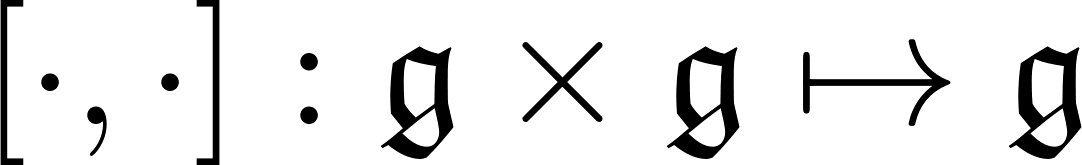 [·,·] : 𝔤 × 𝔤 ↦ 𝔤